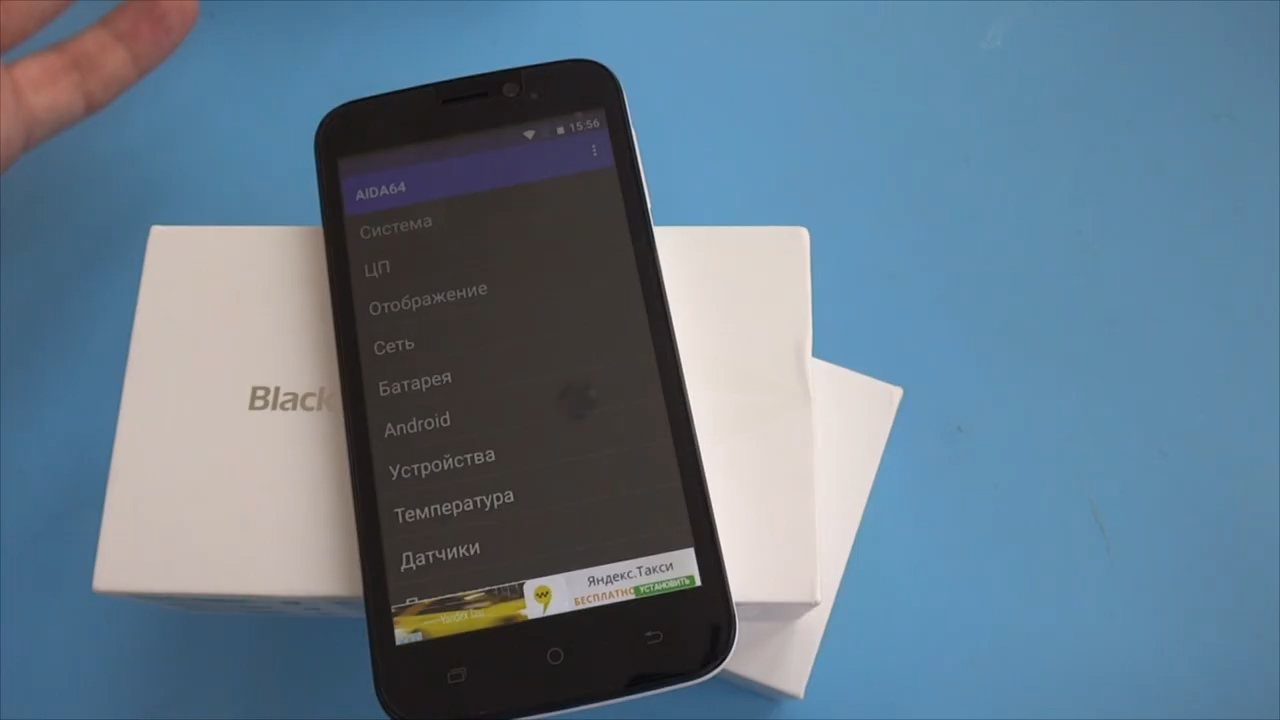 15:56
AIDA64
Система
ЦП
Отображение
Сеть
Батарея
Android
Устройства
Температура
Датчики
Яндекс.Такси
БЕСПЛАТНО
УСТАНОВИТЬ
Black